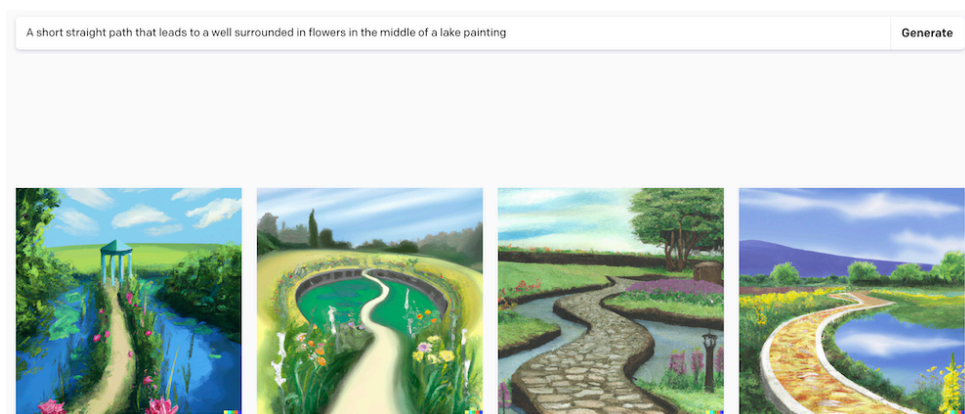 A short straight path that leads to a well surrounded in flowers in the middle of a lake painting
Generate